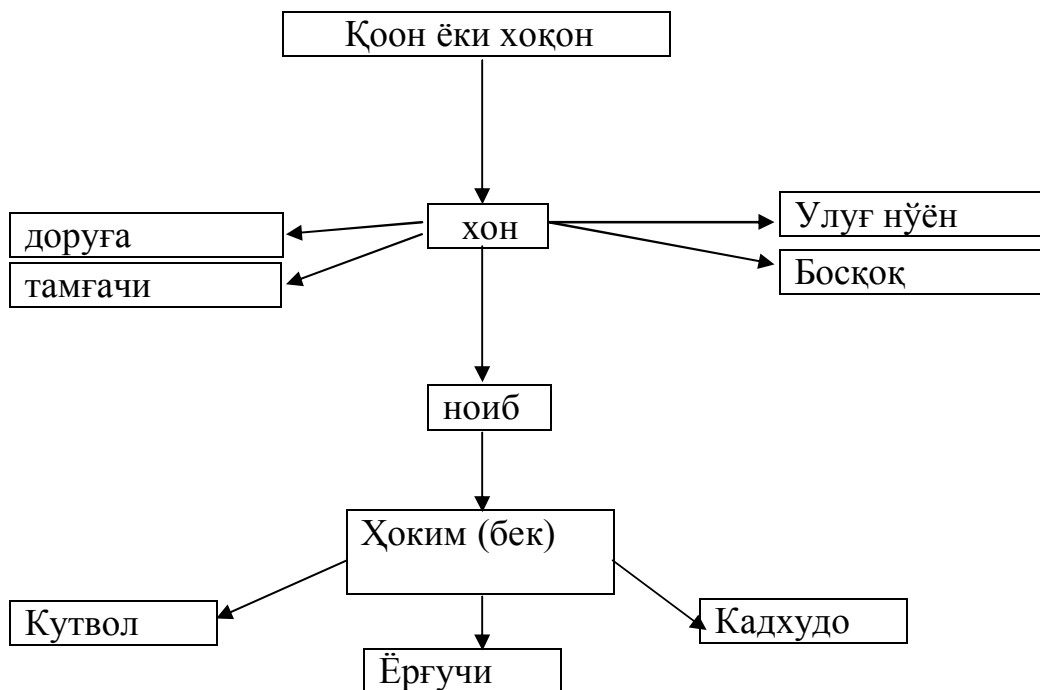 Қоон ёки хоқон
доруға
хон
Улуғ нўён
тамғачи
Босқоқ
ноиб
Ҳоким (бек)
Кутвол
Кадхудо
Ёрғучи